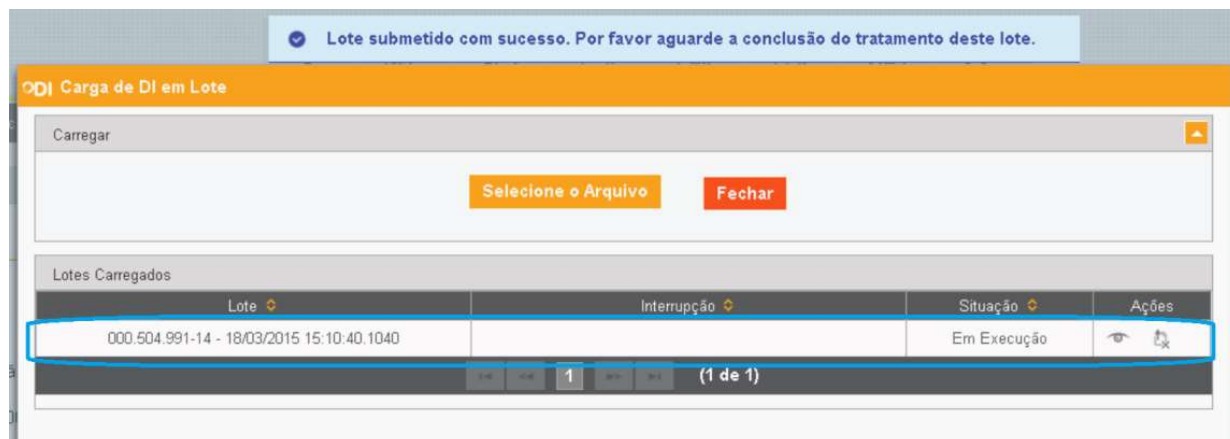 Lote submetido com sucesso. Por favor aguarde a conclusão do tratamento deste lote.
DI Carga de DI em Lote
Carregar
Selecione o Arquivo Fechar
Lotes Carregados
Lote Interrupção Situação Ações
000.504.991-14 - 18/03/2015 15:10:40.1040 Em Execução
1 (1 de 1)